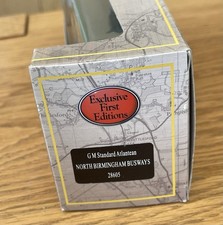 Exclusive
First
Editions
G M Standard Atlantean
NORTH BIRMINGHAM BUSWAYS
28605